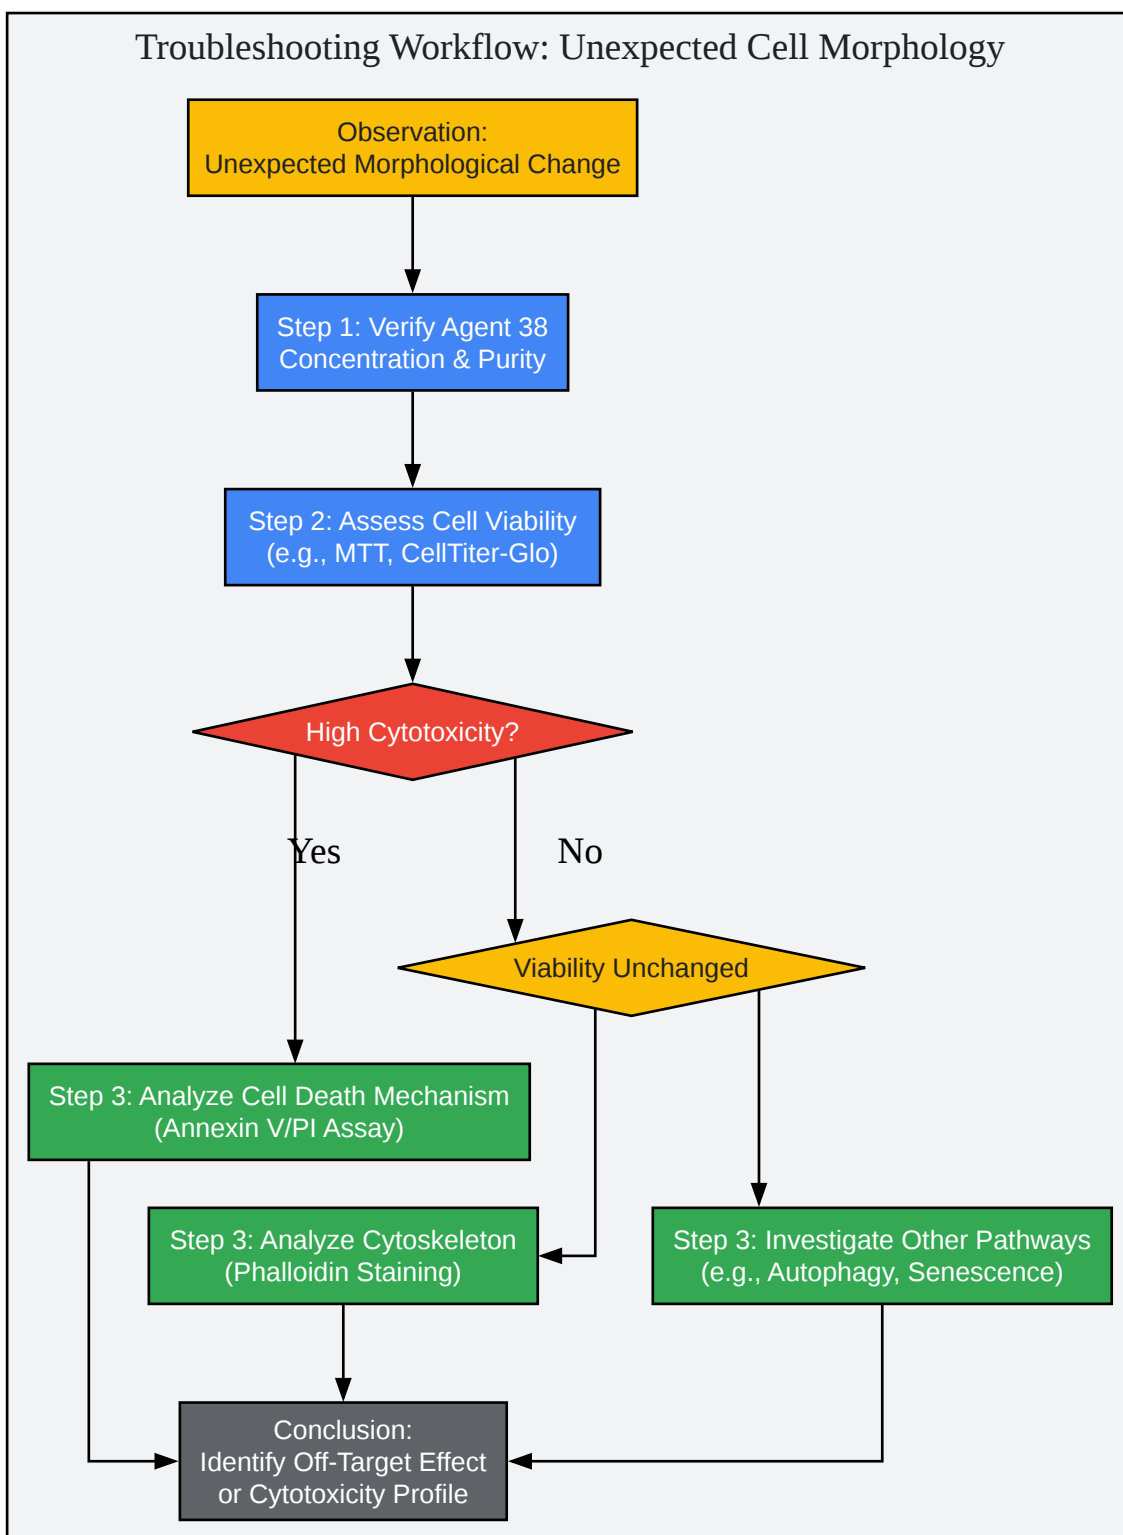 Troubleshooting Workflow: Unexpected Cell Morphology
Observation:
Unexpected Morphological Change
Step 1: Verify Agent 38
Concentration & Purity
Step 2: Assess Cell Viability
(e.g., MTT, CellTiter-Glo)
High Cytotoxicity?
Yes
No
Viability Unchanged
Step 3: Analyze Cell Death Mechanism
(Annexin V/PI Assay)
Step 3: Analyze Cytoskeleton
(Phalloidin Staining)
Step 3: Investigate Other Pathways
(e.g., Autophagy, Senescence)
Conclusion:
Identify Off-Target Effect
or Cytotoxicity Profile